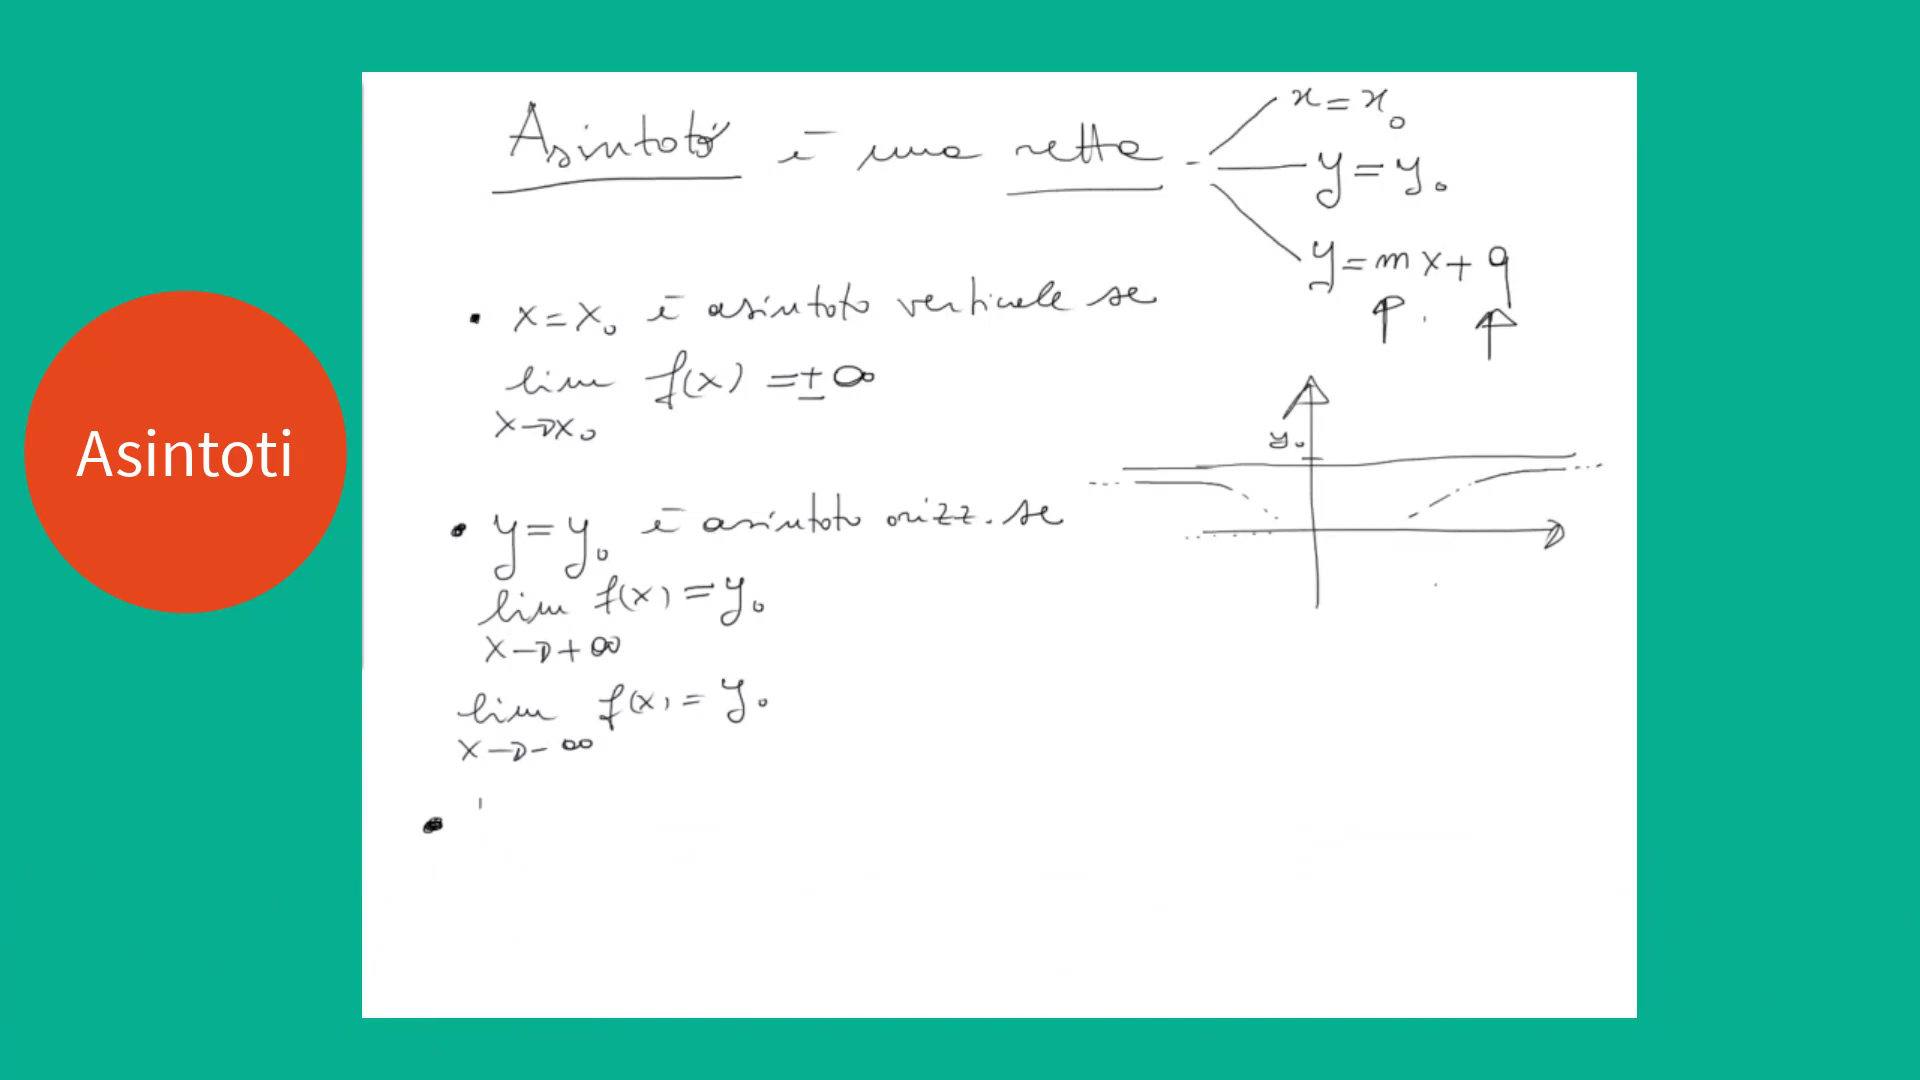 Asintoti
Asintoto è una retta - x = x₀
y = y₀
y = mx + q
• x = x₀ è asintoto verticale se
lim f(x) = ± ∞
x → x₀
y₀
• y = y₀ è asintoto orizz. se
lim f(x) = y₀
x → + ∞
lim f(x) = y₀
x → - ∞
•